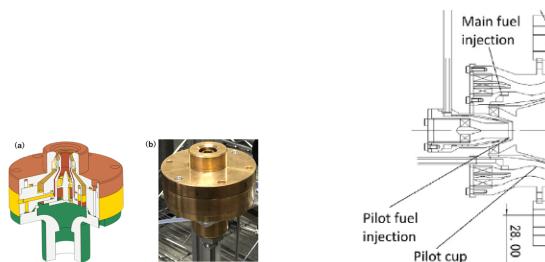 (a)
(b)
Main fuel
injection
Pilot fuel
injection
Pilot cup
28.00